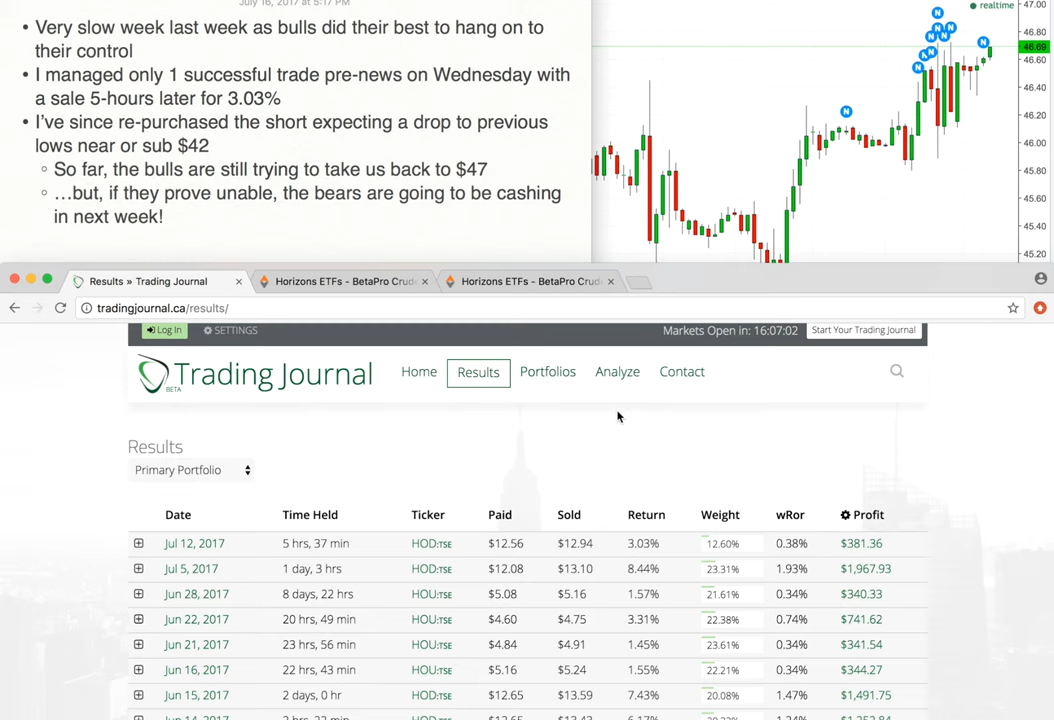 July 16, 2017 at 5:17 PM
• Very slow week last week as bulls did their best to hang on to
their control
• I managed only 1 successful trade pre-news on Wednesday with
a sale 5-hours later for 3.03%
• I've since re-purchased the short expecting a drop to previous
lows near or sub $42
◦ So far, the bulls are still trying to take us back to $47
◦ …but, if they prove unable, the bears are going to be cashing
in next week!
realtime
47.00
46.80
46.69
46.60
46.40
46.20
46.00
45.80
45.60
45.40
45.20
N
N
N
N
N
N
N
N
N
N
N
Results » Trading Journal × Horizons ETFs - BetaPro Crud × Horizons ETFs - BetaPro Crud ×
tradingjournal.ca/results/
Log In SETTINGS Markets Open in: 16:07:02 Start Your Trading Journal
Trading Journal BETA Home Results Portfolios Analyze Contact
Results
Primary Portfolio
Date Time Held Ticker Paid Sold Return Weight wRor Profit
Jul 12, 2017 5 hrs, 37 min HOD:TSE $12.56 $12.94 3.03% 12.60% 0.38% $381.36
Jul 5, 2017 1 day, 3 hrs HOD:TSE $12.08 $13.10 8.44% 23.31% 1.93% $1,967.93
Jun 28, 2017 8 days, 22 hrs HOU:TSE $5.08 $5.16 1.57% 21.61% 0.34% $340.33
Jun 22, 2017 20 hrs, 49 min HOU:TSE $4.60 $4.75 3.31% 22.38% 0.74% $741.62
Jun 21, 2017 23 hrs, 56 min HOU:TSE $4.84 $4.91 1.45% 23.61% 0.34% $341.54
Jun 16, 2017 22 hrs, 43 min HOU:TSE $5.16 $5.24 1.55% 22.21% 0.34% $344.27
Jun 15, 2017 2 days, 0 hr HOD:TSE $12.65 $13.59 7.43% 20.08% 1.47% $1,491.75